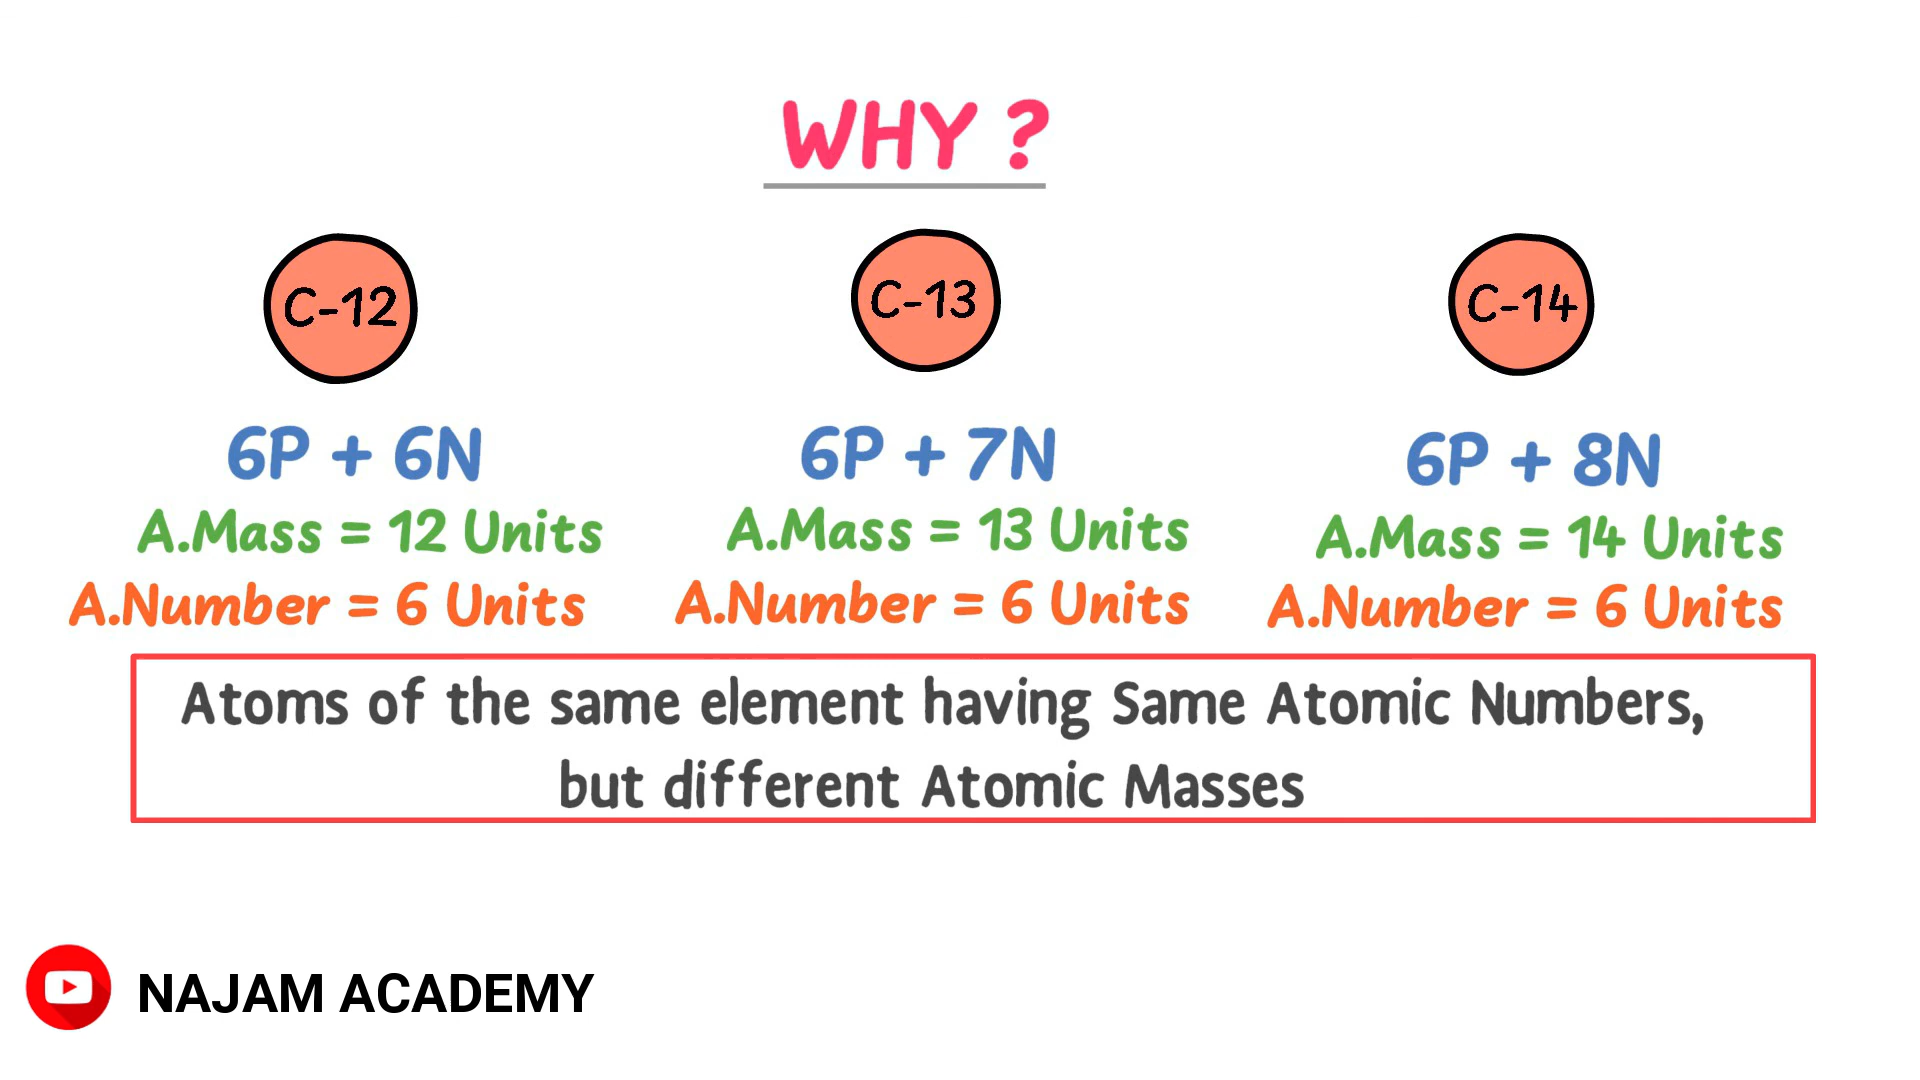 WHY ?
C-12
C-13
C-14
6P + 6N
6P + 7N
6P + 8N
A.Mass = 12 Units
A.Mass = 13 Units
A.Mass = 14 Units
A.Number = 6 Units
A.Number = 6 Units
A.Number = 6 Units
Atoms of the same element having Same Atomic Numbers,
but different Atomic Masses
NAJAM ACADEMY